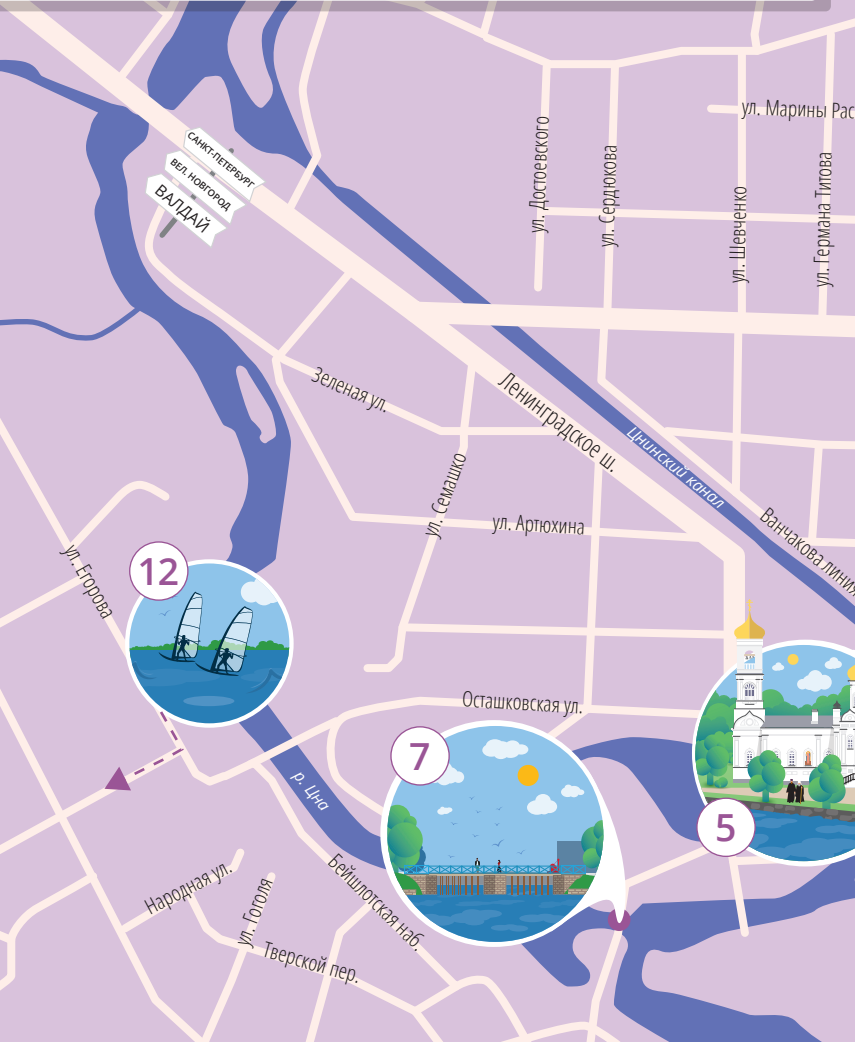 ул. Марины Рас
ул. Достоевского
ул. Сердюкова
ул. Шевченко
ул. Германа Титова
САНКТ-ПЕТЕРБУРГ
ВЕЛ. НОВГОРОД
ВАЛДАЙ
Зеленая ул.
Ленинградское ш.
Цнинский канал
ул. Семашко
ул. Артюхина
Ванчакова линия
ул. Егорова
12
Осташковская ул.
7
р. Цна
5
Бейшлотская наб.
Народная ул.
ул. Гоголя
Тверской пер.